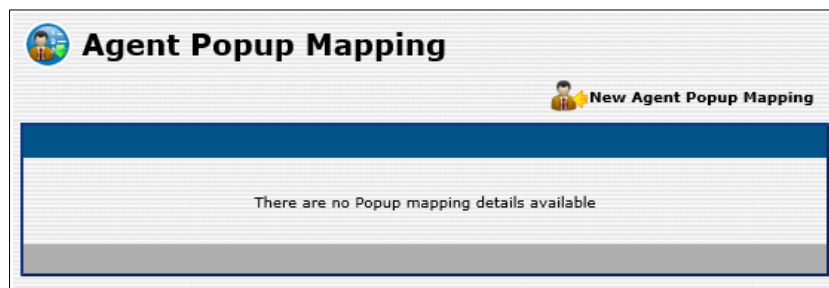 Agent Popup Mapping
New Agent Popup Mapping
There are no Popup mapping details available